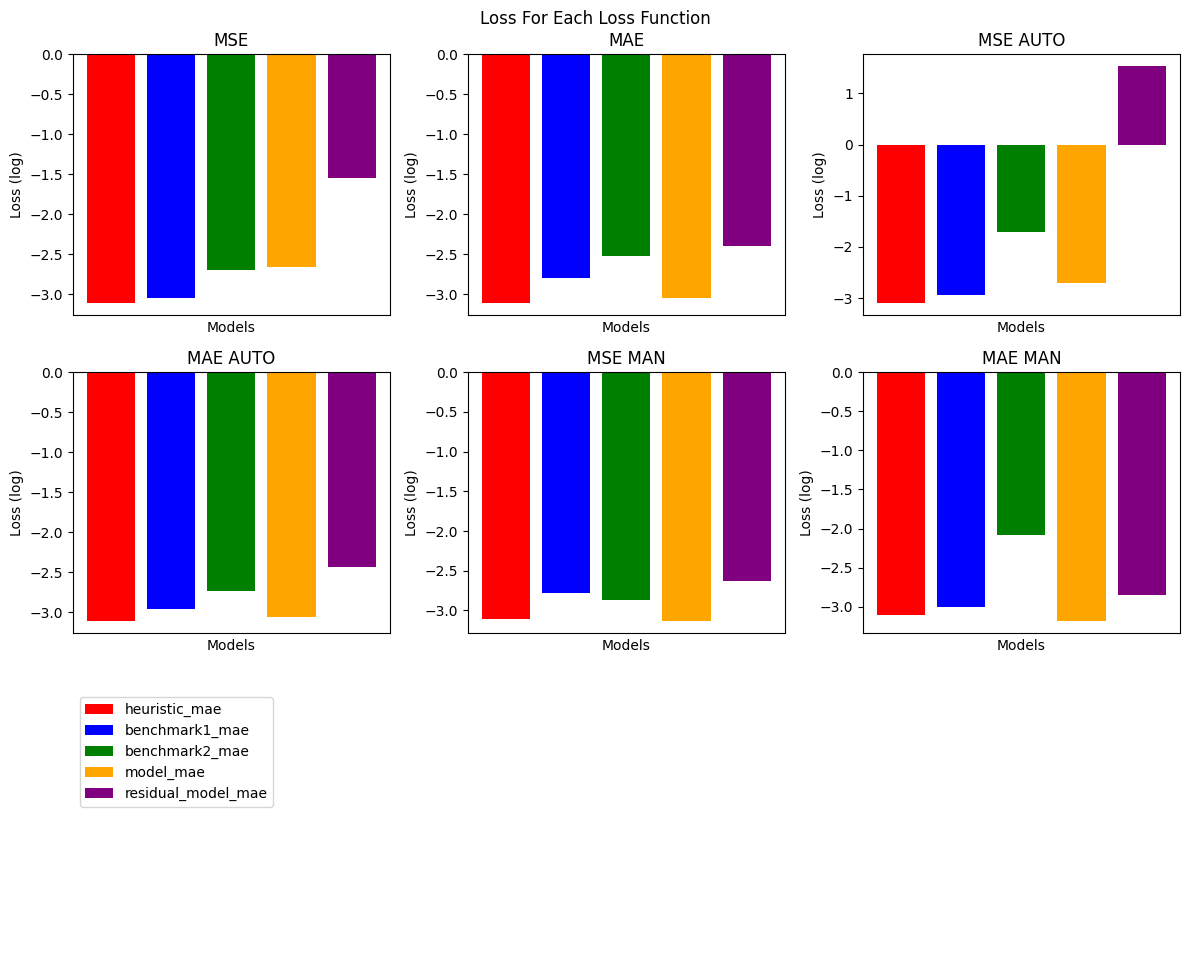 Loss For Each Loss Function
MSE
0.0
−0.5
−1.0
−1.5
−2.0
−2.5
−3.0
Loss (log)
Models
MAE
0.0
−0.5
−1.0
−1.5
−2.0
−2.5
−3.0
Loss (log)
Models
MSE AUTO
1
0
−1
−2
−3
Loss (log)
Models
MAE AUTO
0.0
−0.5
−1.0
−1.5
−2.0
−2.5
−3.0
Loss (log)
Models
MSE MAN
0.0
−0.5
−1.0
−1.5
−2.0
−2.5
−3.0
Loss (log)
Models
MAE MAN
0.0
−0.5
−1.0
−1.5
−2.0
−2.5
−3.0
Loss (log)
Models
heuristic_mae
benchmark1_mae
benchmark2_mae
model_mae
residual_model_mae